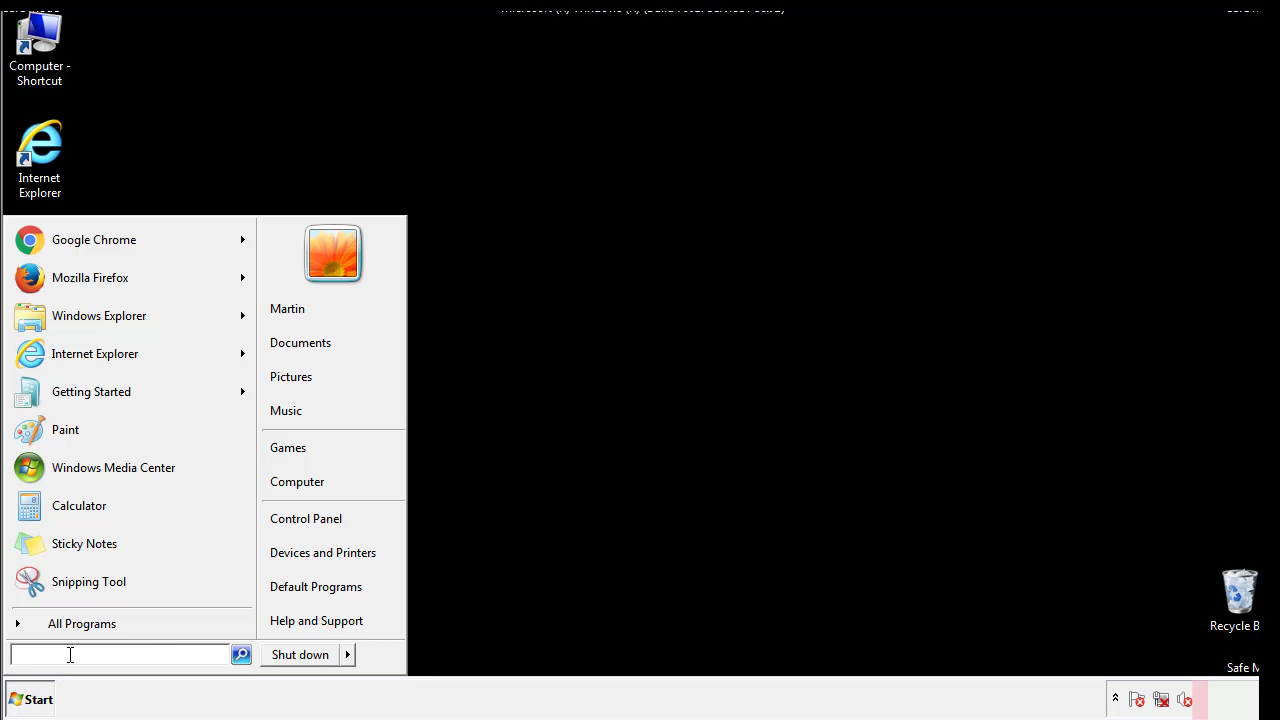 Computer -
Shortcut
Internet
Explorer
Google Chrome
Mozilla Firefox
Windows Explorer
Internet Explorer
Getting Started
Paint
Windows Media Center
Calculator
Sticky Notes
Snipping Tool
All Programs
Martin
Documents
Pictures
Music
Games
Computer
Control Panel
Devices and Printers
Default Programs
Help and Support
Shut down
Recycle B
Safe M
Start